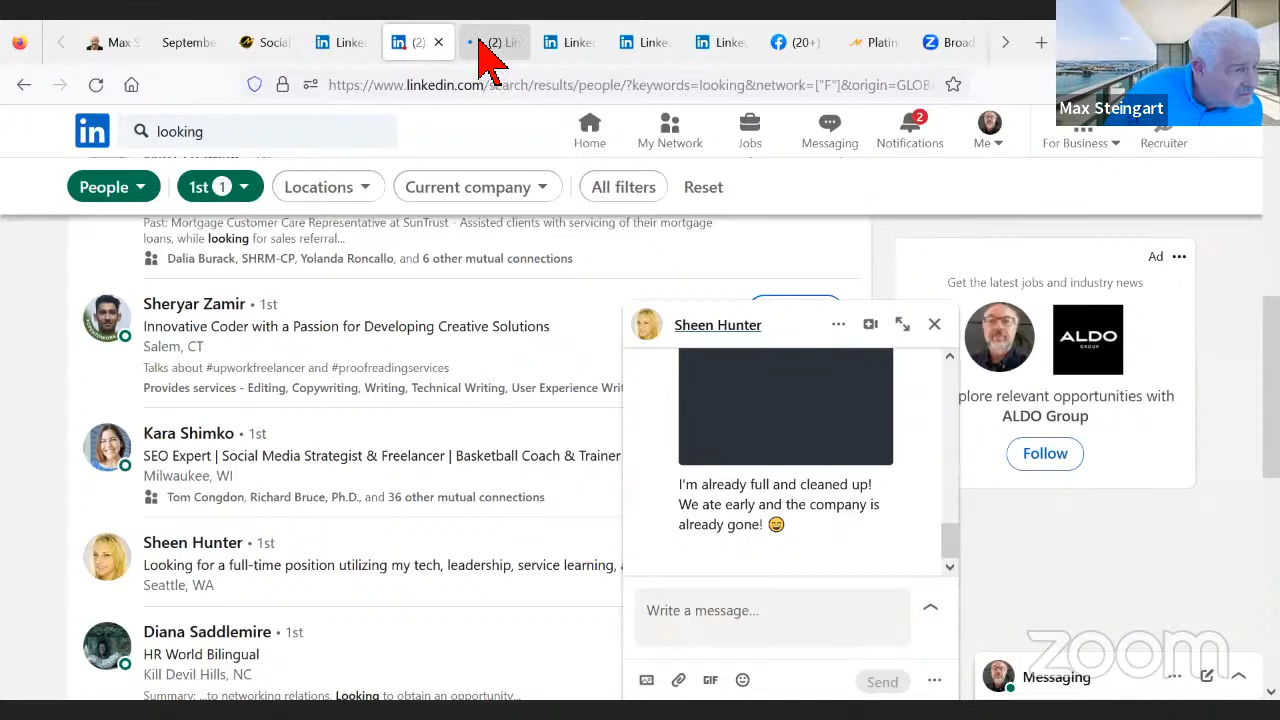 Max S
Septembe
Social
Linke
(2)
(2) Lin
Linke
Linke
Linke
(20+)
Platin
Broad
https://www.linkedin.com/search/results/people/?keywords=looking&network=["F"]&origin=GLOBA
Max Steingart
in
looking
Home
My Network
Jobs
Messaging
2
Notifications
Me
For Business
Recruiter
People
1st 1
Locations
Current company
All filters
Reset
Past: Mortgage Customer Care Representative at SunTrust - Assisted clients with servicing of their mortgage
loans, while looking for sales referral...
Dalia Burack, SHRM-CP, Yolanda Roncallo, and 6 other mutual connections
Sheryar Zamir • 1st
Innovative Coder with a Passion for Developing Creative Solutions
Salem, CT
Talks about #upworkfreelancer and #proofreadingservices
Provides services - Editing, Copywriting, Writing, Technical Writing, User Experience Writ
Kara Shimko • 1st
SEO Expert | Social Media Strategist & Freelancer | Basketball Coach & Trainer
Milwaukee, WI
Tom Congdon, Richard Bruce, Ph.D., and 36 other mutual connections
Sheen Hunter • 1st
Looking for a full-time position utilizing my tech, leadership, service learning, a
Seattle, WA
Diana Saddlemire • 1st
HR World Bilingual
Kill Devil Hills, NC
Summary: ...to networking relations. Looking to obtain an opportunity...
Sheen Hunter
I'm already full and cleaned up!
We ate early and the company is
already gone! 😄
Write a message...
GIF
Send
Ad
Get the latest jobs and industry news
ALDO
GROUP
plore relevant opportunities with
ALDO Group
Follow
zoom
Messaging